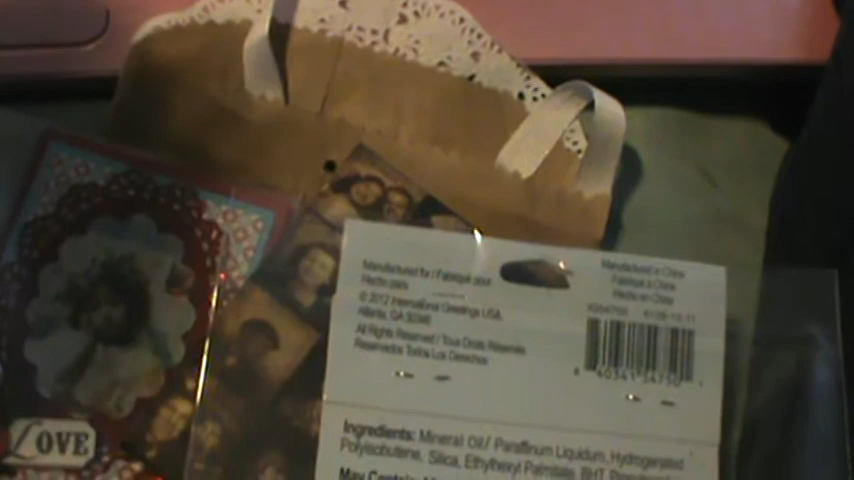 Manufactured for / Fabriqué pour
Hecho para
© 2012 International Greetings USA,
Atlanta, GA
All Rights Reserved / Tous Droits Réservés
Reservados Todos Los Derechos
Manufactured in China
Fabriqué à Chine
Hecho en China
Ingredients: Mineral Oil/ Paraffinum Liquidum, Hydrogenated
Polyisobutene, Silica, Ethylhexyl Palmitate, BHT,
May Contain
LOVE